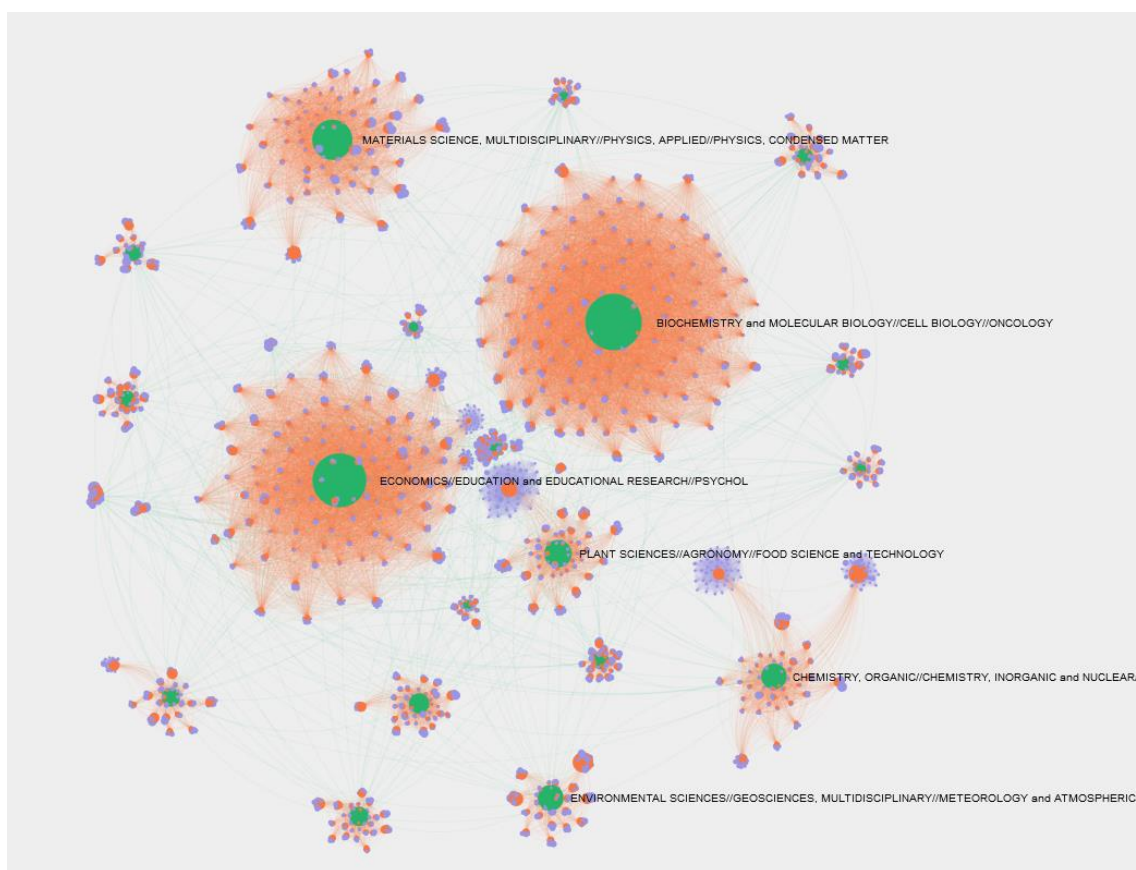 MATERIALS SCIENCE, MULTIDISCIPLINARY//PHYSICS, APPLIED//PHYSICS, CONDENSED MATTER
BIOCHEMISTRY and MOLECULAR BIOLOGY//CELL BIOLOGY//ONCOLOGY
ECONOMICS//EDUCATION and EDUCATIONAL RESEARCH//PSYCHOL
PLANT SCIENCES//AGRONOMY//FOOD SCIENCE and TECHNOLOGY
CHEMISTRY, ORGANIC//CHEMISTRY, INORGANIC and NUCLEAR/
ENVIRONMENTAL SCIENCES//GEOSCIENCES, MULTIDISCIPLINARY//METEOROLOGY and ATMOSPHERIC